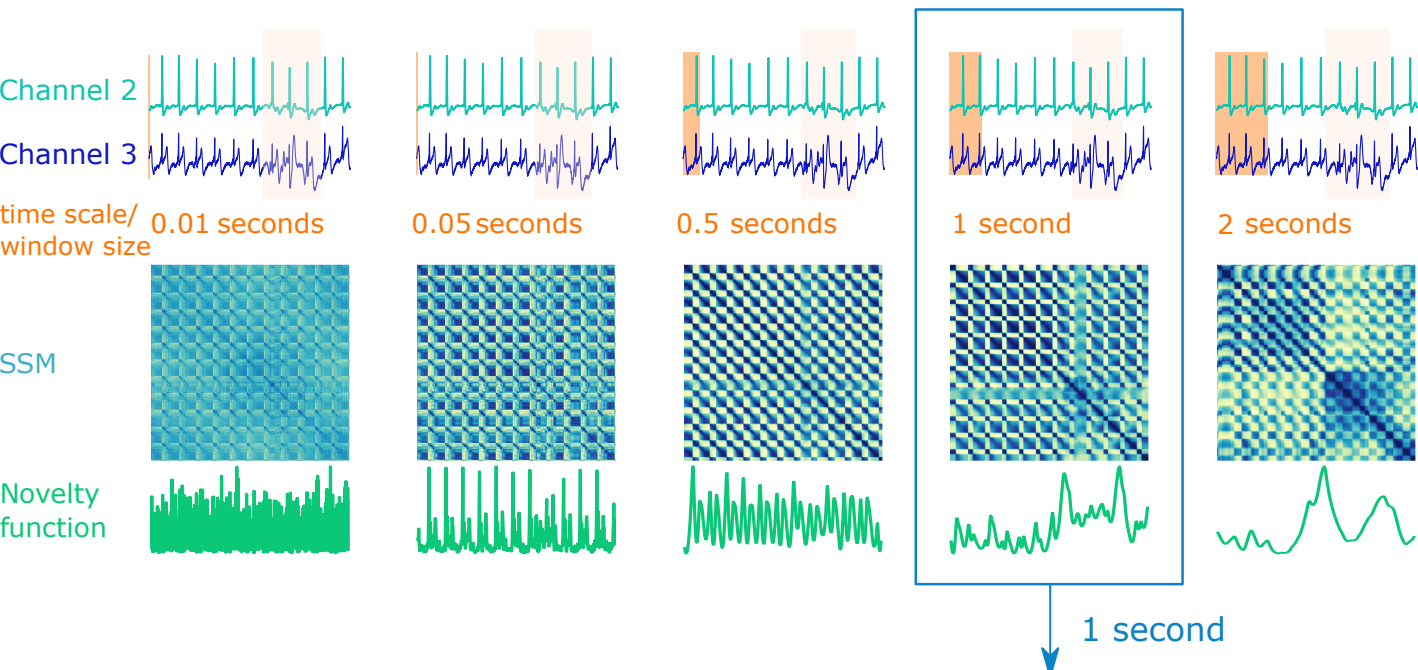 Channel 2
Channel 3
time scale/
window size
0.01 seconds
0.05 seconds
0.5 seconds
1 second
2 seconds
SSM
Novelty
function
1 second